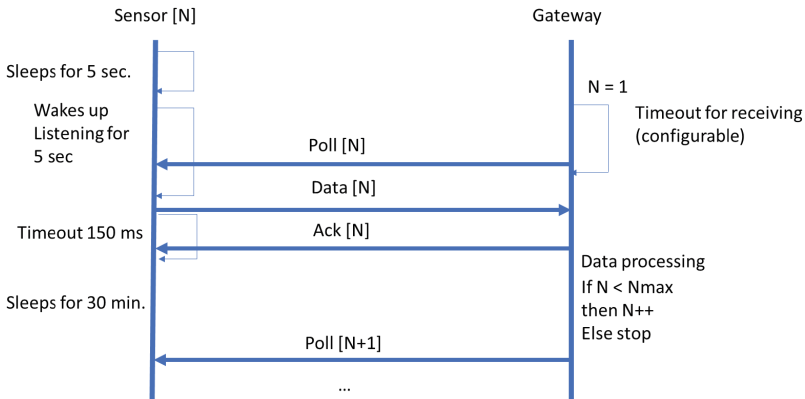 Sensor [N]
Gateway
Sleeps for 5 sec.
N = 1
Wakes up
Listening for
5 sec
Timeout for receiving
(configurable)
Poll [N]
Data [N]
Timeout 150 ms
Ack [N]
Data processing
If N < Nmax
then N++
Else stop
Sleeps for 30 min.
Poll [N+1]
...